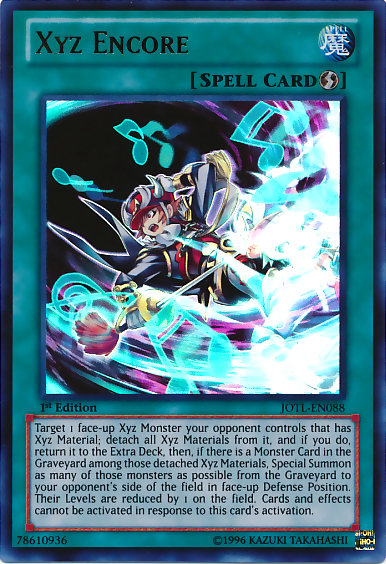 Xyz Encore
SPELL
魔
[Spell Card]
1st Edition
JOTL-EN088
Target 1 face-up Xyz Monster your opponent controls that has
Xyz Material; detach all Xyz Materials from it, and if you do,
return it to the Extra Deck, then, if there is a Monster Card in the
Graveyard among those detached Xyz Materials, Special Summon
as many of those monsters as possible from the Graveyard to
your opponent's side of the field in face-up Defense Position.
Their Levels are reduced by 1 on the field. Cards and effects
cannot be activated in response to this card's activation.
78610936
©1996 KAZUKI TAKAHASHI